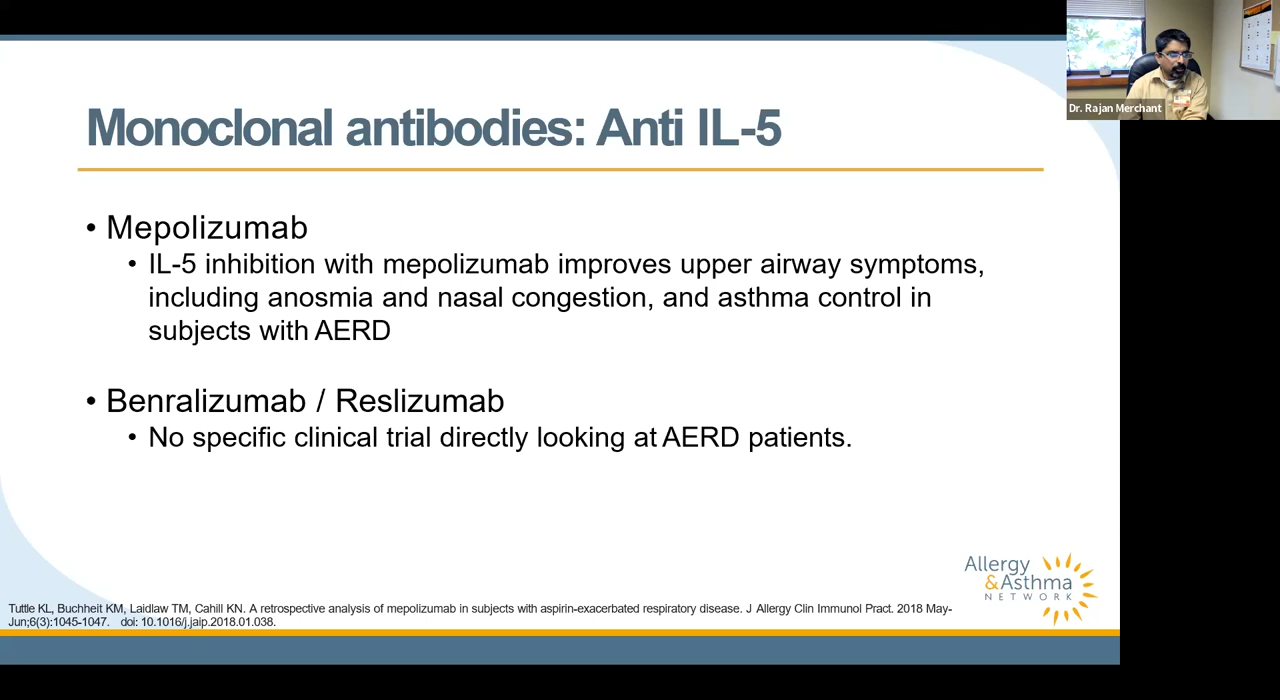 Monoclonal antibodies: Anti IL-5
• Mepolizumab
• IL-5 inhibition with mepolizumab improves upper airway symptoms,
including anosmia and nasal congestion, and asthma control in
subjects with AERD
• Benralizumab / Reslizumab
• No specific clinical trial directly looking at AERD patients.
Allergy
&Asthma
NETWORK
Tuttle KL, Buchheit KM, Laidlaw TM, Cahill KN. A retrospective analysis of mepolizumab in subjects with aspirin-exacerbated respiratory disease. J Allergy Clin Immunol Pract. 2018 May-
Jun;6(3):1045-1047. doi: 10.1016/j.jaip.2018.01.038.
Dr. Rajan Merchant